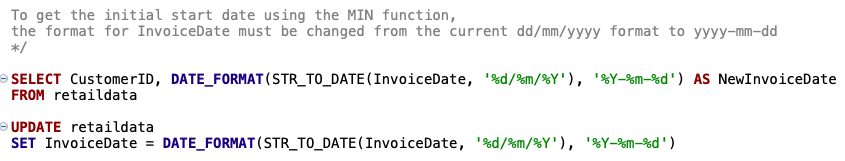 To get the initial start date using the MIN function,
the format for InvoiceDate must be changed from the current dd/mm/yyyy format to yyyy-mm-dd
*/
SELECT CustomerID, DATE_FORMAT(STR_TO_DATE(InvoiceDate, '%d/%m/%Y'), '%Y-%m-%d') AS NewInvoiceDate
FROM retaildata
UPDATE retaildata
SET InvoiceDate = DATE_FORMAT(STR_TO_DATE(InvoiceDate, '%d/%m/%Y'), '%Y-%m-%d')